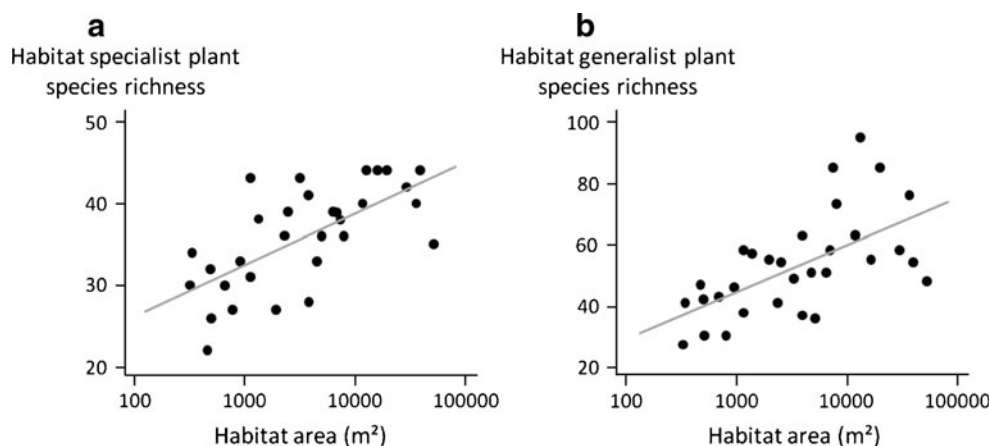 a
Habitat specialist plant
species richness
50
40
30
20
100 1000 10000 100000
Habitat area (m²)
b
Habitat generalist plant
species richness
100
80
60
40
20
100 1000 10000 100000
Habitat area (m²)